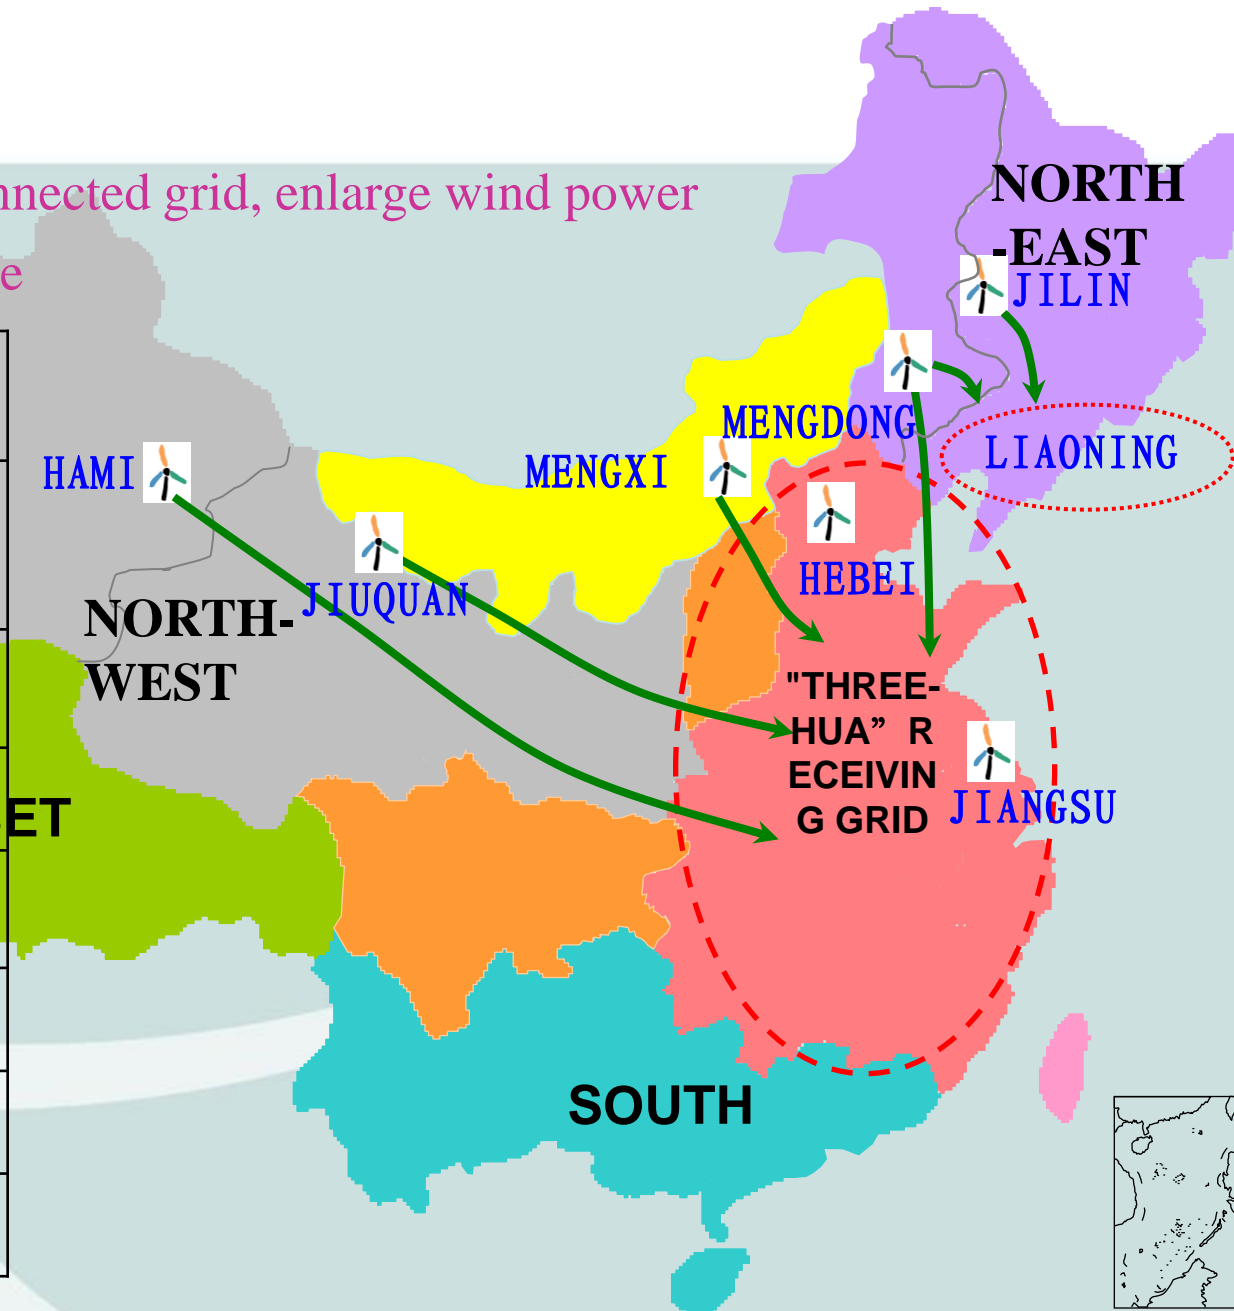 nnected grid, enlarge wind power
e
NORTH
-EAST
JILIN
MENGDONG
LIAONING
HAMI
MENGXI
HEBEI
JIUQUAN
NORTH-
WEST
"THREE-
HUA” R
ECEIVIN
G GRID
JIANGSU
ET
SOUTH